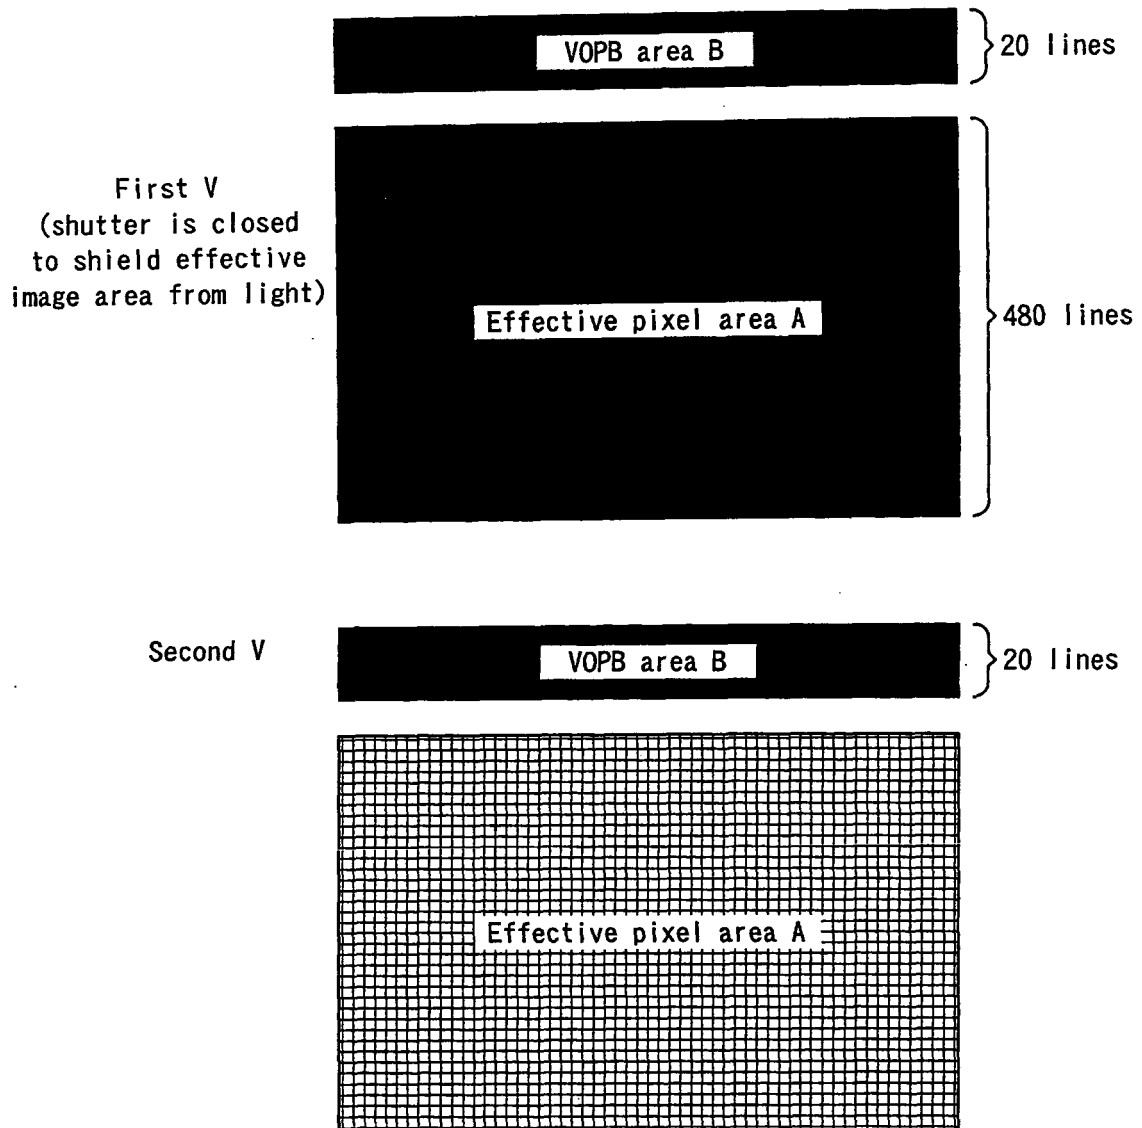 VOPB area B
20 lines
First V
(shutter is closed
to shield effective
image area from light)
Effective pixel area A
480 lines
Second V
VOPB area B
20 lines
Effective pixel area A